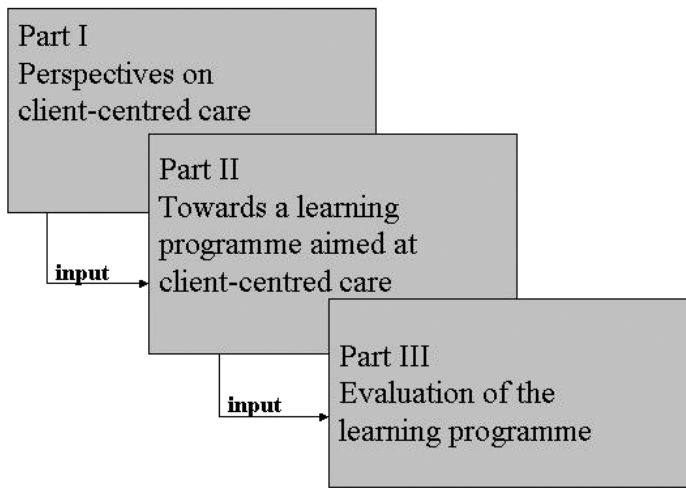 Part I
Perspectives on
client-centred care
Part II
Towards a learning
programme aimed at
client-centred care
input
Part III
Evaluation of the
learning programme
input